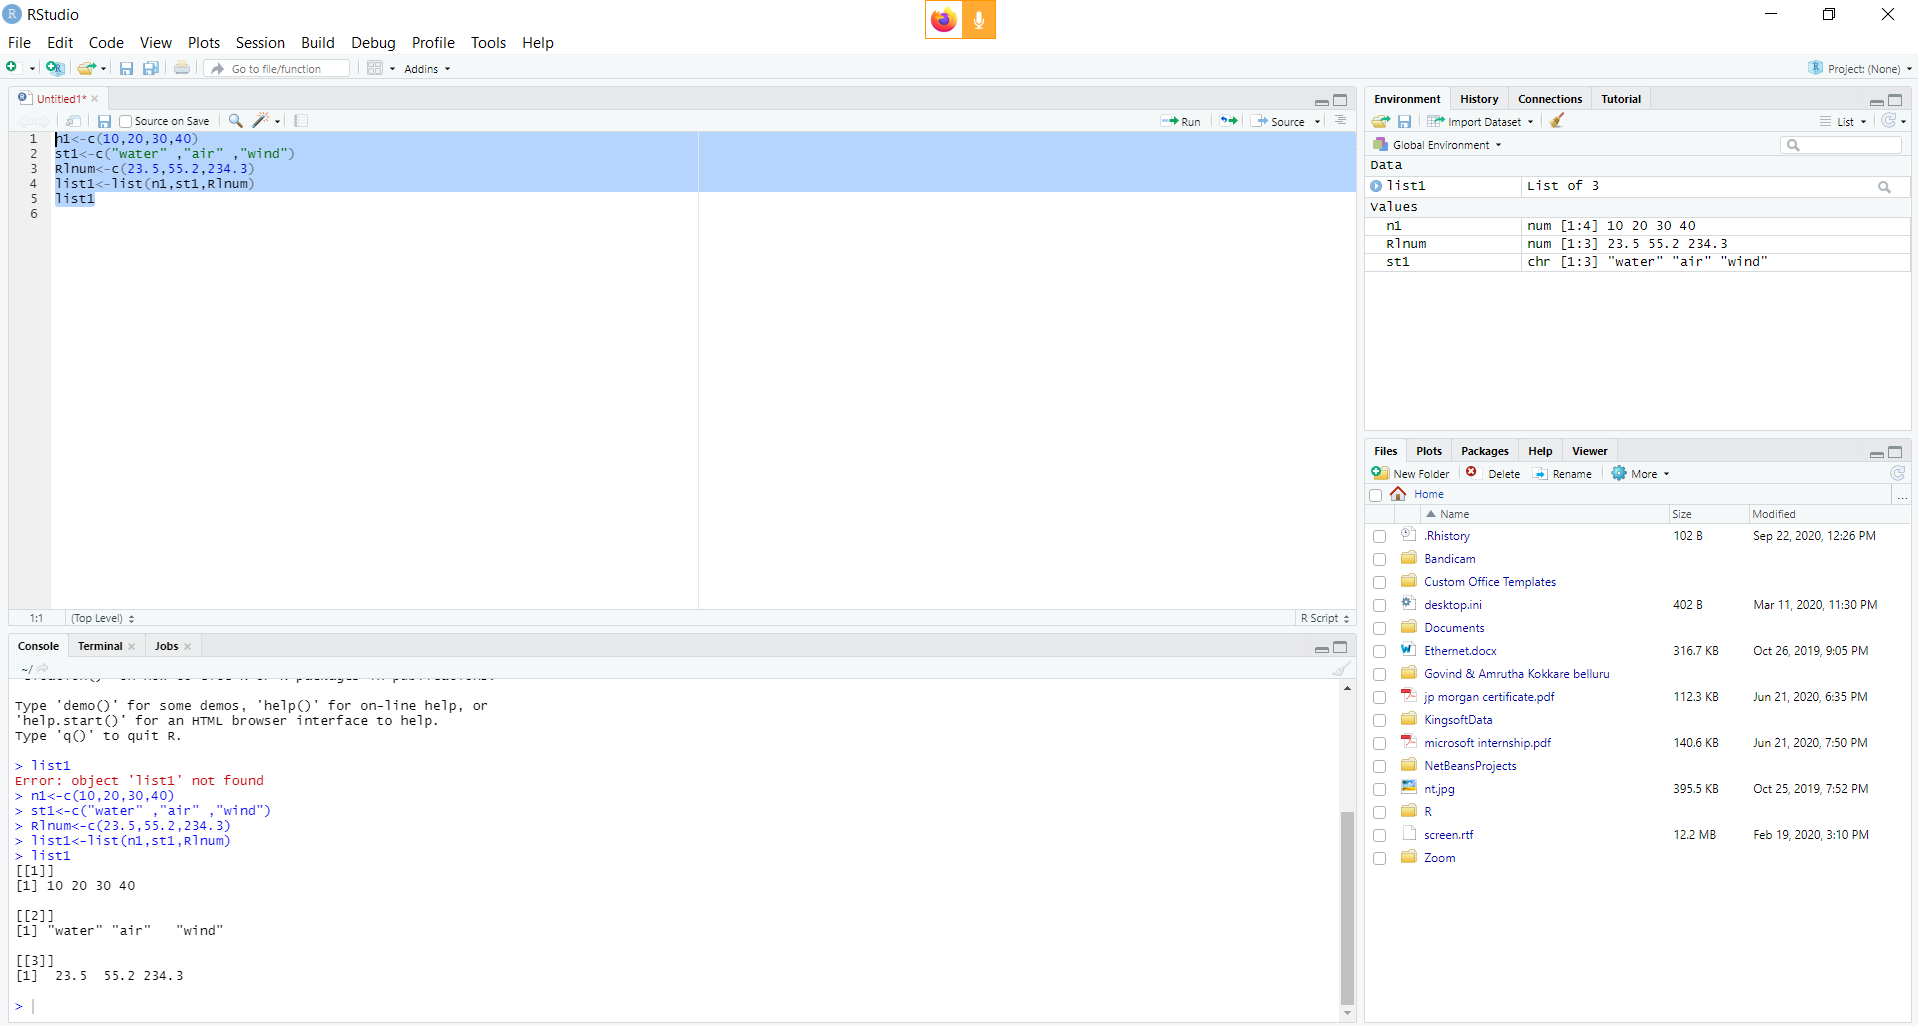 RStudio
File Edit Code View Plots Session Build Debug Profile Tools Help
Go to file/function Addins Project: (None)
Untitled1*
Source on Save Run Source
1 n1<-c(10,20,30,40)
2 st1<-c("water" ,"air" ,"wind")
3 Rlnum<-c(23.5,55.2,234.3)
4 list1<-list(n1,st1,Rlnum)
5 list1
6
1:1 (Top Level) R Script
Console Terminal Jobs
~/
Type 'demo()' for some demos, 'help()' for on-line help, or
'help.start()' for an HTML browser interface to help.
Type 'q()' to quit R.
> list1
Error: object 'list1' not found
> n1<-c(10,20,30,40)
> st1<-c("water" ,"air" ,"wind")
> Rlnum<-c(23.5,55.2,234.3)
> list1<-list(n1,st1,Rlnum)
> list1
[[1]]
[1] 10 20 30 40
[[2]]
[1] "water" "air"   "wind"
[[3]]
[1]  23.5  55.2 234.3
>
Environment History Connections Tutorial
Import Dataset List
Global Environment
Data
list1 List of 3
Values
n1 num [1:4] 10 20 30 40
Rlnum num [1:3] 23.5 55.2 234.3
st1 chr [1:3] "water" "air" "wind"
Files Plots Packages Help Viewer
New Folder Delete Rename More
Home ...
Name Size Modified
.Rhistory 102 B Sep 22, 2020, 12:26 PM
Bandicam
Custom Office Templates
desktop.ini 402 B Mar 11, 2020, 11:30 PM
Documents
Ethernet.docx 316.7 KB Oct 26, 2019, 9:05 PM
Govind & Amrutha Kokkare belluru
jp morgan certificate.pdf 112.3 KB Jun 21, 2020, 6:35 PM
KingsoftData
microsoft internship.pdf 140.6 KB Jun 21, 2020, 7:50 PM
NetBeansProjects
nt.jpg 395.5 KB Oct 25, 2019, 7:52 PM
R
screen.rtf 12.2 MB Feb 19, 2020, 3:10 PM
Zoom